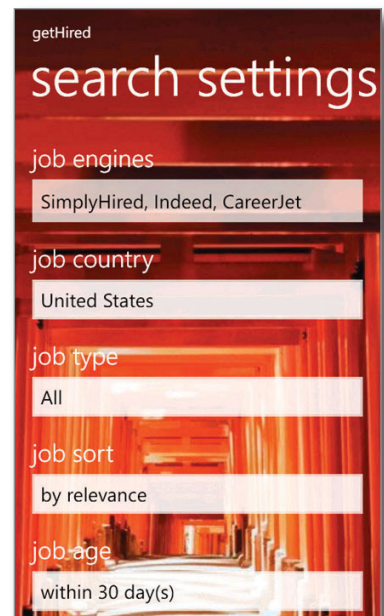 getHired
search settings
job engines
SimplyHired, Indeed, CareerJet
job country
United States
job type
All
job sort
by relevance
job age
within 30 day(s)